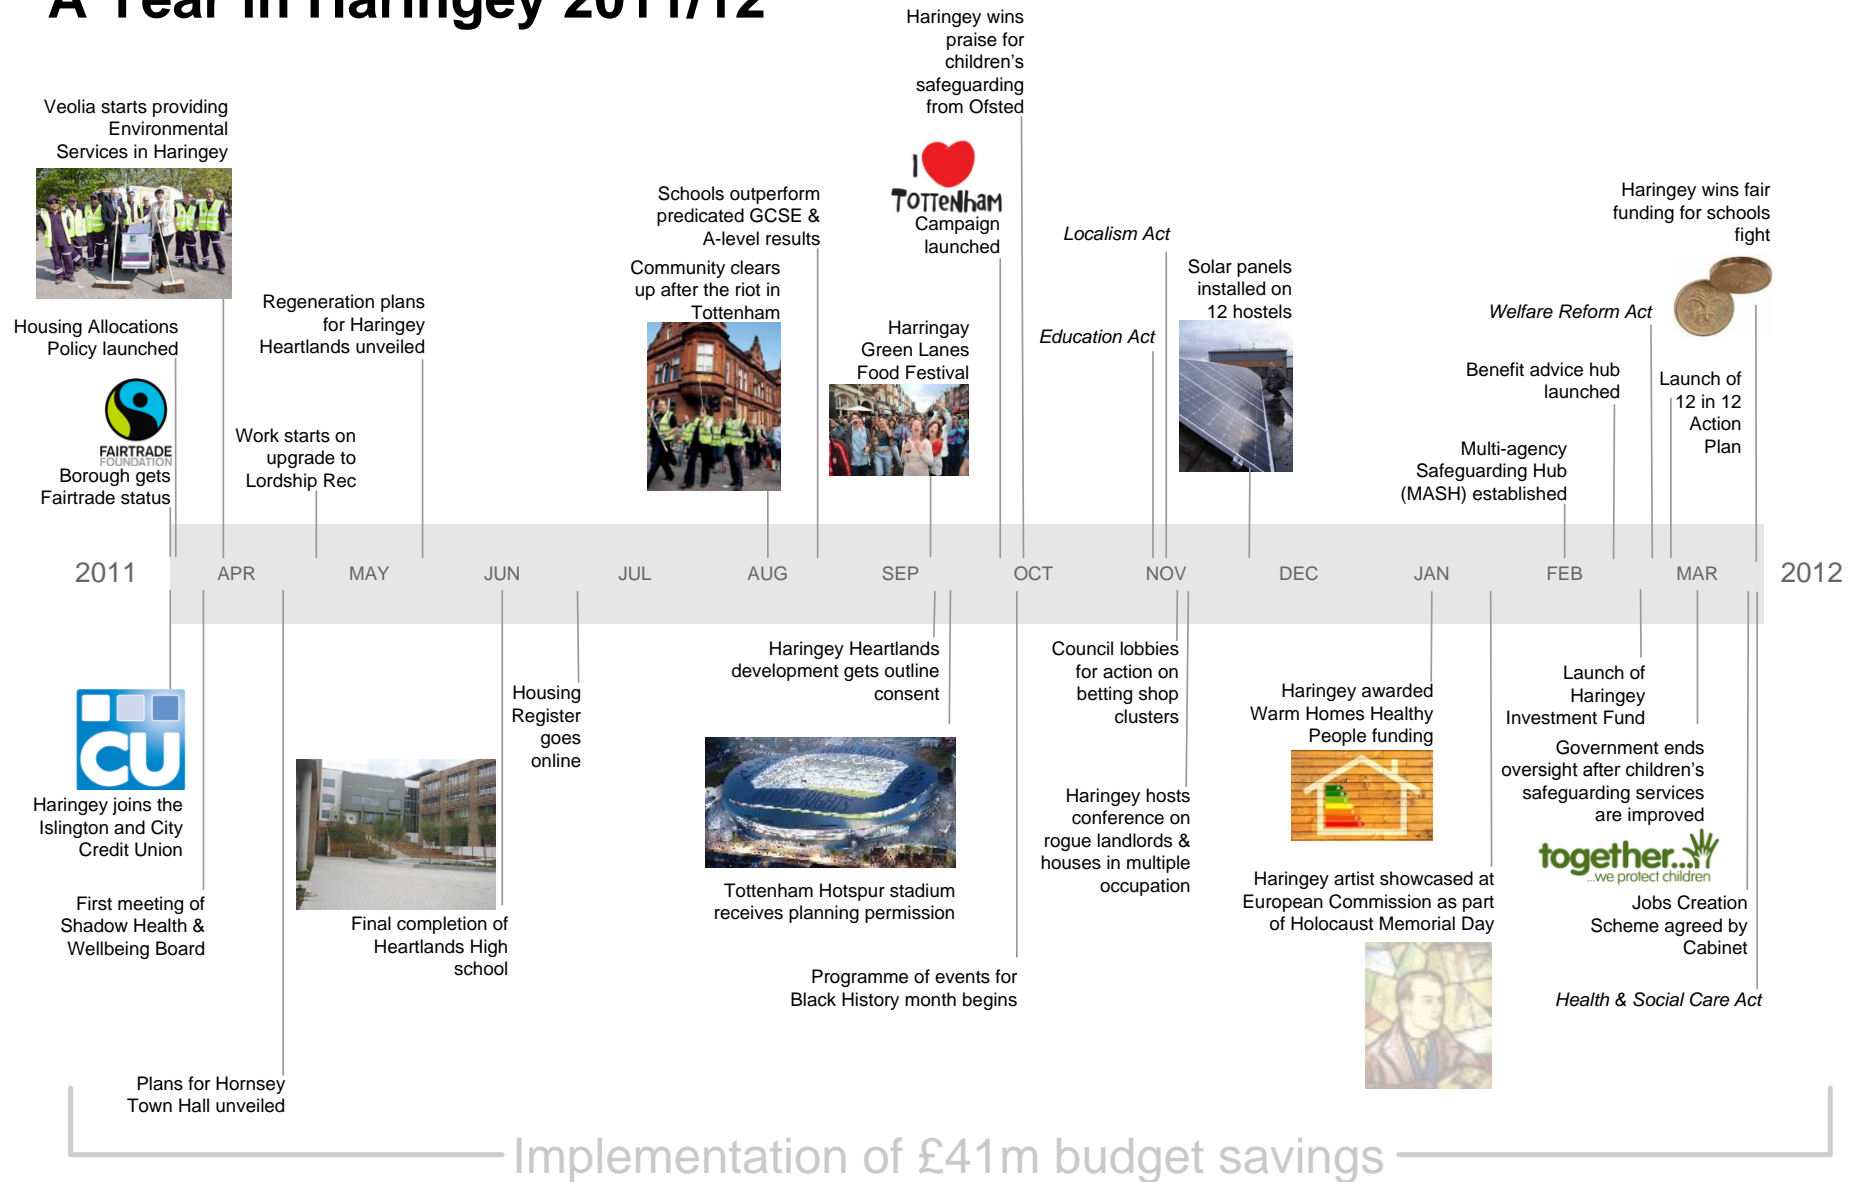 A Year in Haringey 2011/12
Haringey wins
praise for
children's
safeguarding
from Ofsted
Veolia starts providing
Environmental
Services in Haringey
I
TOTTENHAM
Campaign
launched
Schools outperform
predicated GCSE &
A-level results
Haringey wins fair
funding for schools
fight
Localism Act
Community clears
up after the riot in
Tottenham
Solar panels
installed on
12 hostels
Regeneration plans
for Haringey
Heartlands unveiled
Welfare Reform Act
Housing Allocations
Policy launched
Harringay
Green Lanes
Food Festival
Education Act
Benefit advice hub
launched
Launch of
12 in 12
Action
Plan
FAIRTRADE
FOUNDATION
Borough gets
Fairtrade status
Work starts on
upgrade to
Lordship Rec
Multi-agency
Safeguarding Hub
(MASH) established
2011
APR
MAY
JUN
JUL
AUG
SEP
OCT
NOV
DEC
JAN
FEB
MAR
2012
CU
Haringey joins the
Islington and City
Credit Union
First meeting of
Shadow Health &
Wellbeing Board
Plans for Hornsey
Town Hall unveiled
Final completion of
Heartlands High
school
Housing
Register
goes
online
Haringey Heartlands
development gets outline
consent
Tottenham Hotspur stadium
receives planning permission
Programme of events for
Black History month begins
Council lobbies
for action on
betting shop
clusters
Haringey hosts
conference on
rogue landlords &
houses in multiple
occupation
Haringey awarded
Warm Homes Healthy
People funding
Haringey artist showcased at
European Commission as part
of Holocaust Memorial Day
Launch of
Haringey
Investment Fund
Government ends
oversight after children's
safeguarding services
are improved
together...
...we protect children
Jobs Creation
Scheme agreed by
Cabinet
Health & Social Care Act
Implementation of £41m budget savings